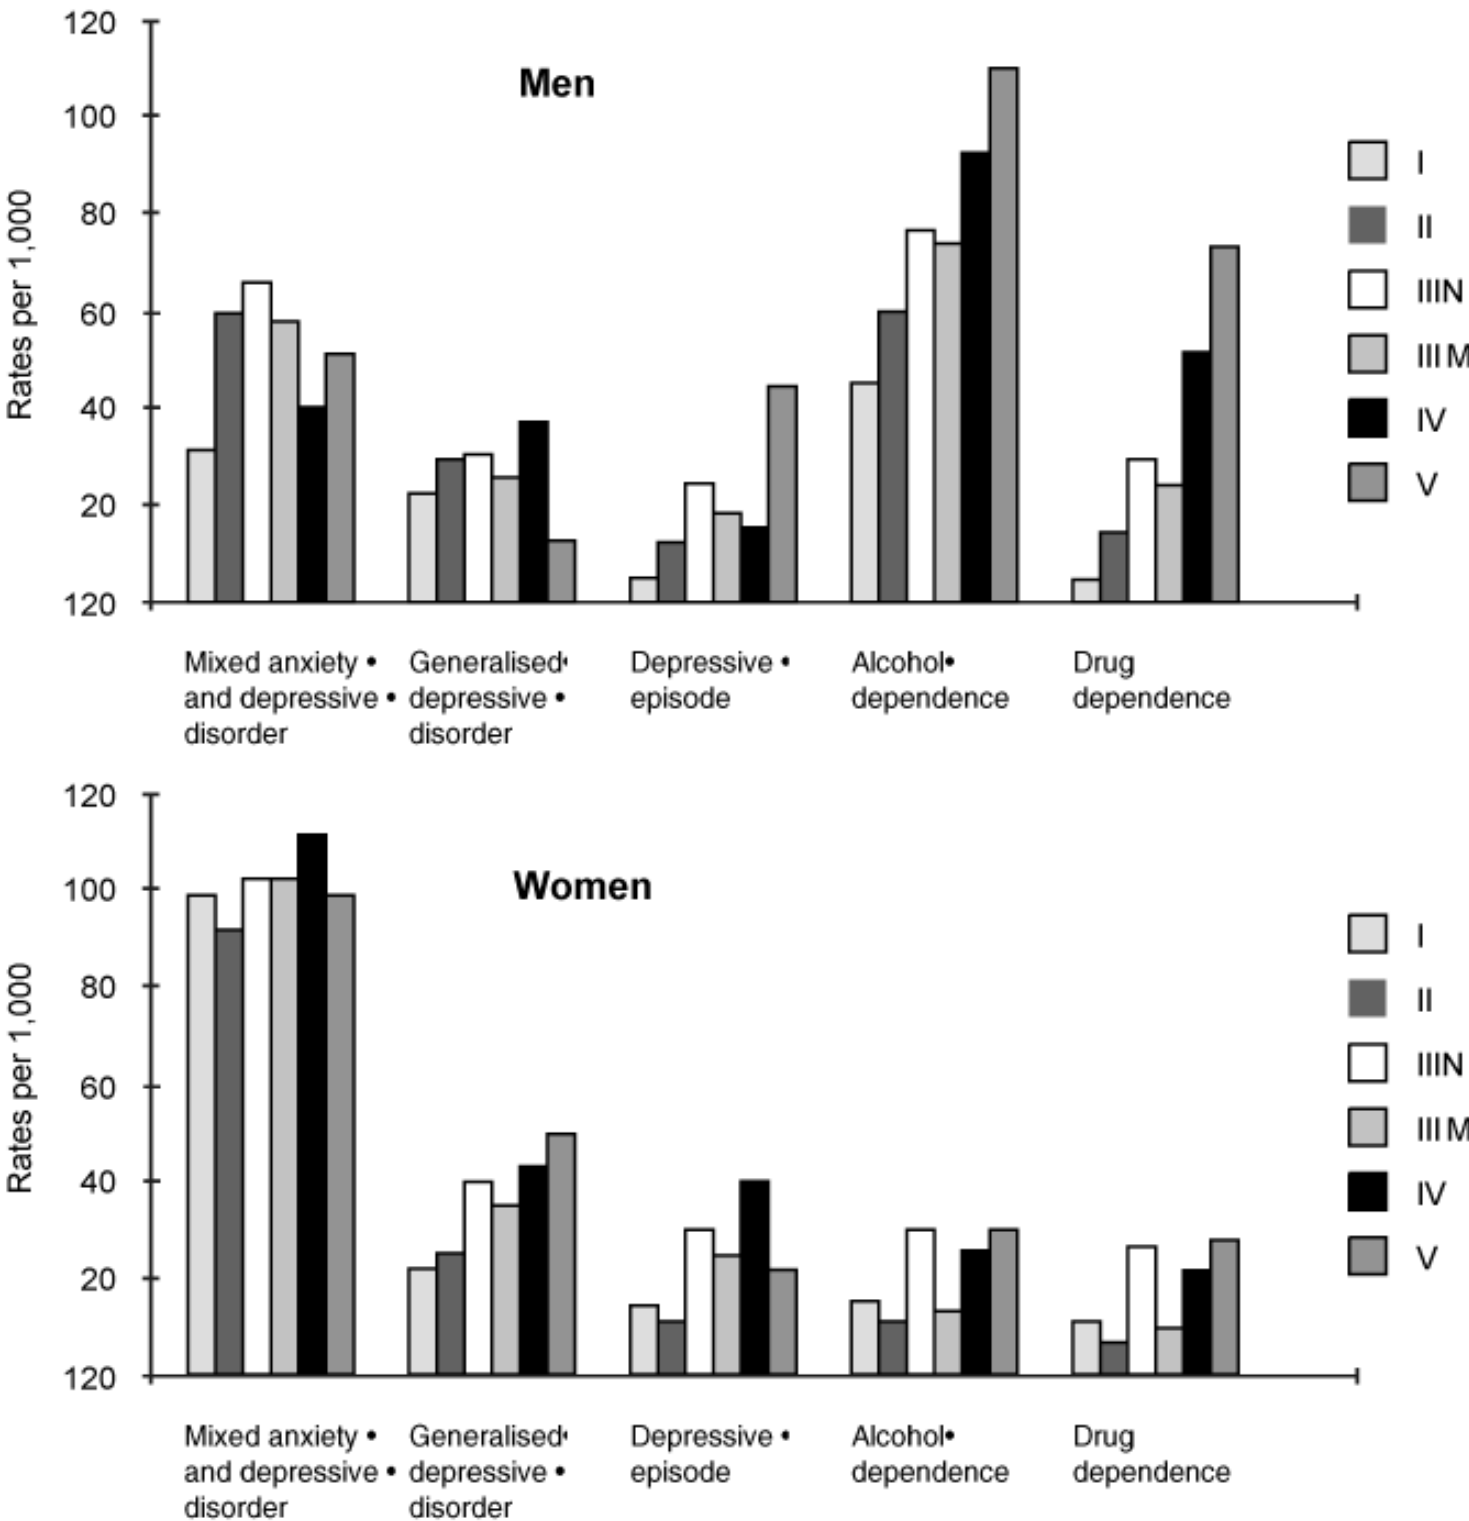 Men
Rates per 1,000
120
100
80
60
40
20
120
Mixed anxiety •
and depressive •
disorder
Generalised•
depressive •
disorder
Depressive •
episode
Alcohol•
dependence
Drug
dependence
I
II
IIIN
III M
IV
V
Women
Rates per 1,000
120
100
80
60
40
20
120
Mixed anxiety •
and depressive •
disorder
Generalised•
depressive •
disorder
Depressive •
episode
Alcohol•
dependence
Drug
dependence
I
II
IIIN
III M
IV
V